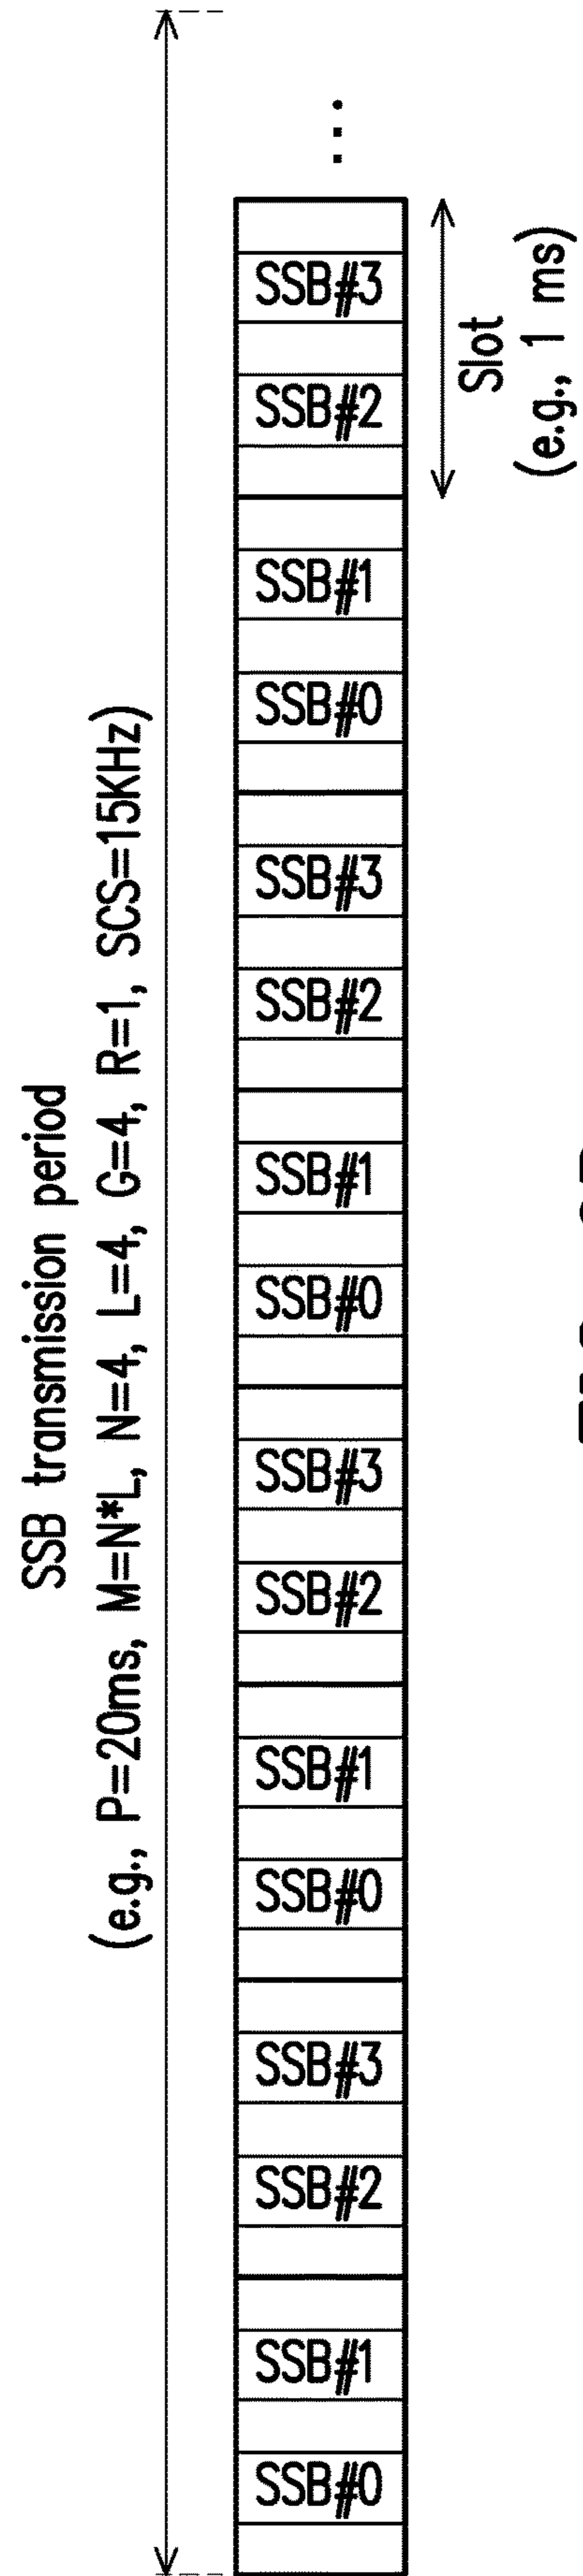 SSB transmission period
(e.g., P=20ms, M=N*L, N=4, L=4, G=4, R=1, SCS=15KHz)
SSB#0
SSB#1
SSB#2
SSB#3
SSB#0
SSB#1
SSB#2
SSB#3
SSB#0
SSB#1
SSB#2
SSB#3
SSB#0
SSB#1
SSB#2
SSB#3
...
Slot
(e.g., 1 ms)